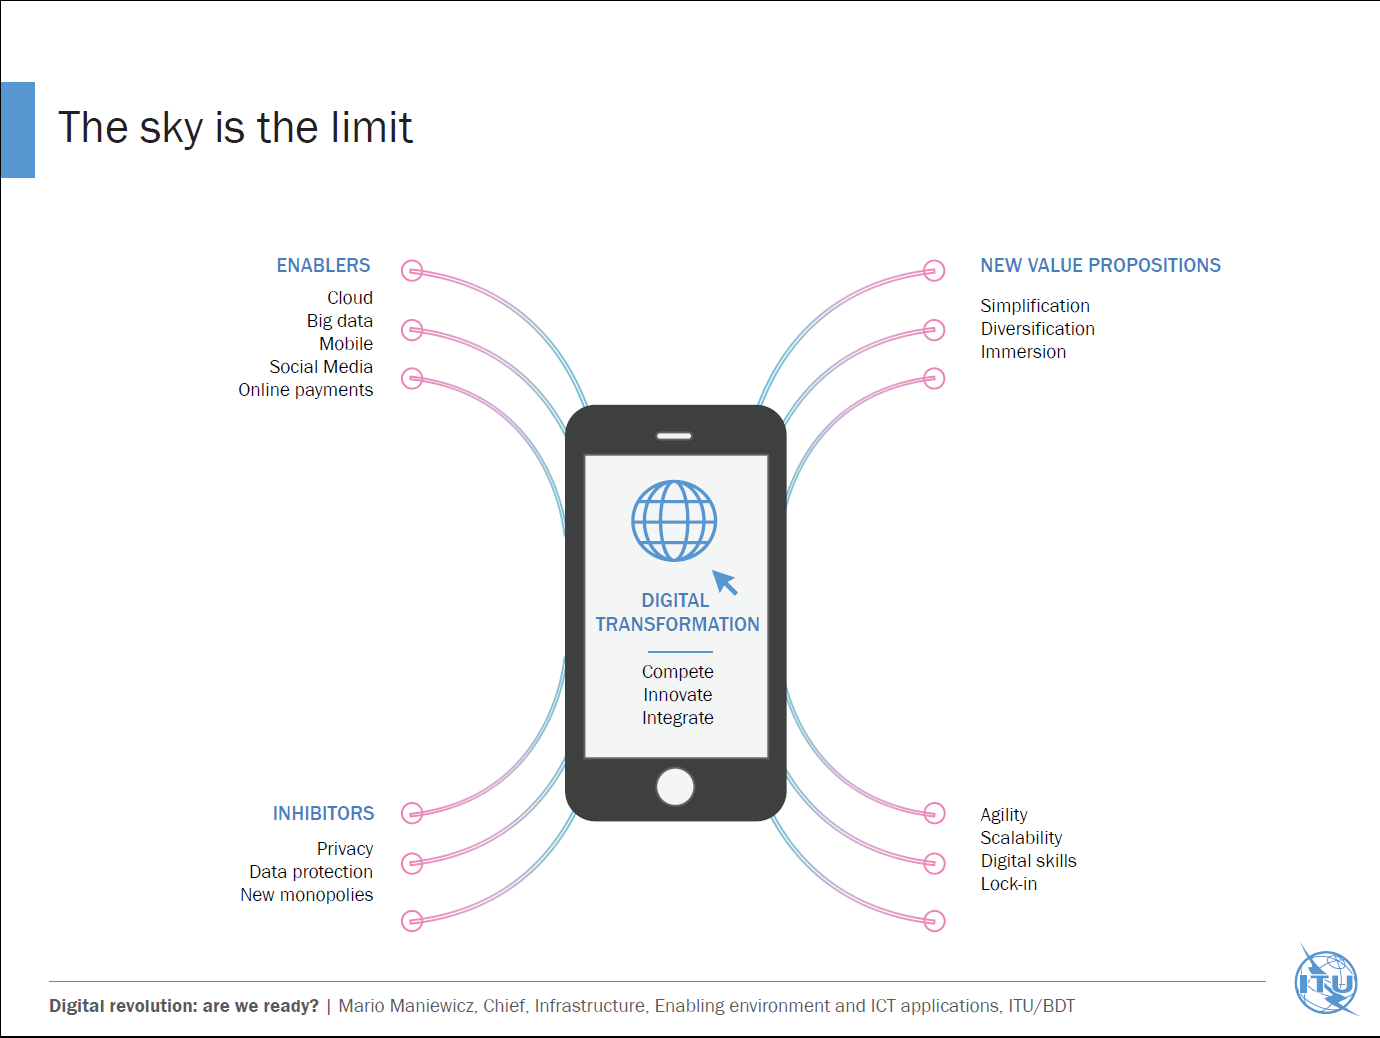 The sky is the limit
ENABLERS
Cloud
Big data
Mobile
Social Media
Online payments
NEW VALUE PROPOSITIONS
Simplification
Diversification
Immersion
DIGITAL
TRANSFORMATION
Compete
Innovate
Integrate
INHIBITORS
Privacy
Data protection
New monopolies
Agility
Scalability
Digital skills
Lock-in
Digital revolution: are we ready? | Mario Maniewicz, Chief, Infrastructure, Enabling environment and ICT applications, ITU/BDT
ITU